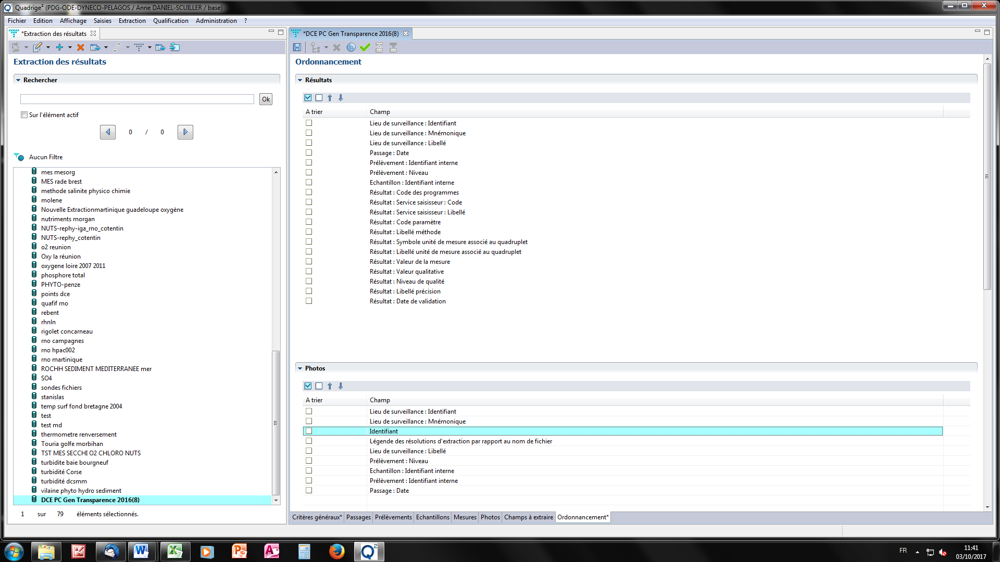 Quadrige² (PDG-ODE-DYNECO-PELAGOS / Anne DANIEL-SCUILLER / base)
Fichier Edition Affichage Saisies Extraction Qualification Administration ?
*Extraction des résultats
Extraction des résultats
Rechercher
Ok
Sur l'élément actif
0 / 0
Aucun Filtre
mes mesorg
MES rade brest
methode salinite physico chimie
molene
Nouvelle Extractionmartinique guadeloupe oxygène
nutriments morgan
NUTS-rephy-iga_rno_cotentin
NUTS-rephy_cotentin
o2 reunion
Oxy la réunion
oxygene loire 2007 2011
phosphore total
PHYTO-penze
points dce
quafif rno
rebent
rhnln
rigolet concarneau
rno campagnes
rno hpac002
rno martinique
ROCHH SEDIMENT MEDITERRANEE mer
SO4
sondes fichiers
stanislas
temp surf fond bretagne 2004
test
test md
thermometre renversement
Touria golfe morbihan
TST MES SECCHI O2 CHLORO NUTS
turbidite baie bourgneuf
turbidité Corse
turbidité dcsmm
vilaine phyto hydro sediment
DCE PC Gen Transparence 2016(8)
1 sur 79 éléments sélectionnés.
*DCE PC Gen Transparence 2016(8)
Ordonnancement
Résultats
A trier Champ
Lieu de surveillance : Identifiant
Lieu de surveillance : Mnémonique
Lieu de surveillance : Libellé
Passage : Date
Prélèvement : Identifiant interne
Prélèvement : Niveau
Echantillon : Identifiant interne
Résultat : Code des programmes
Résultat : Service saisisseur : Code
Résultat : Service saisisseur : Libellé
Résultat : Code paramètre
Résultat : Libellé méthode
Résultat : Symbole unité de mesure associé au quadruplet
Résultat : Libellé unité de mesure associé au quadruplet
Résultat : Valeur de la mesure
Résultat : Valeur qualitative
Résultat : Niveau de qualité
Résultat : Libellé précision
Résultat : Date de validation
Photos
A trier Champ
Lieu de surveillance : Identifiant
Lieu de surveillance : Mnémonique
Identifiant
Légende des résolutions d'extraction par rapport au nom de fichier
Lieu de surveillance : Libellé
Prélèvement : Niveau
Echantillon : Identifiant interne
Prélèvement : Identifiant interne
Passage : Date
Critères généraux* Passages Prélèvements Echantillons Mesures Photos Champs à extraire Ordonnancement*
FR
11:41
03/10/2017